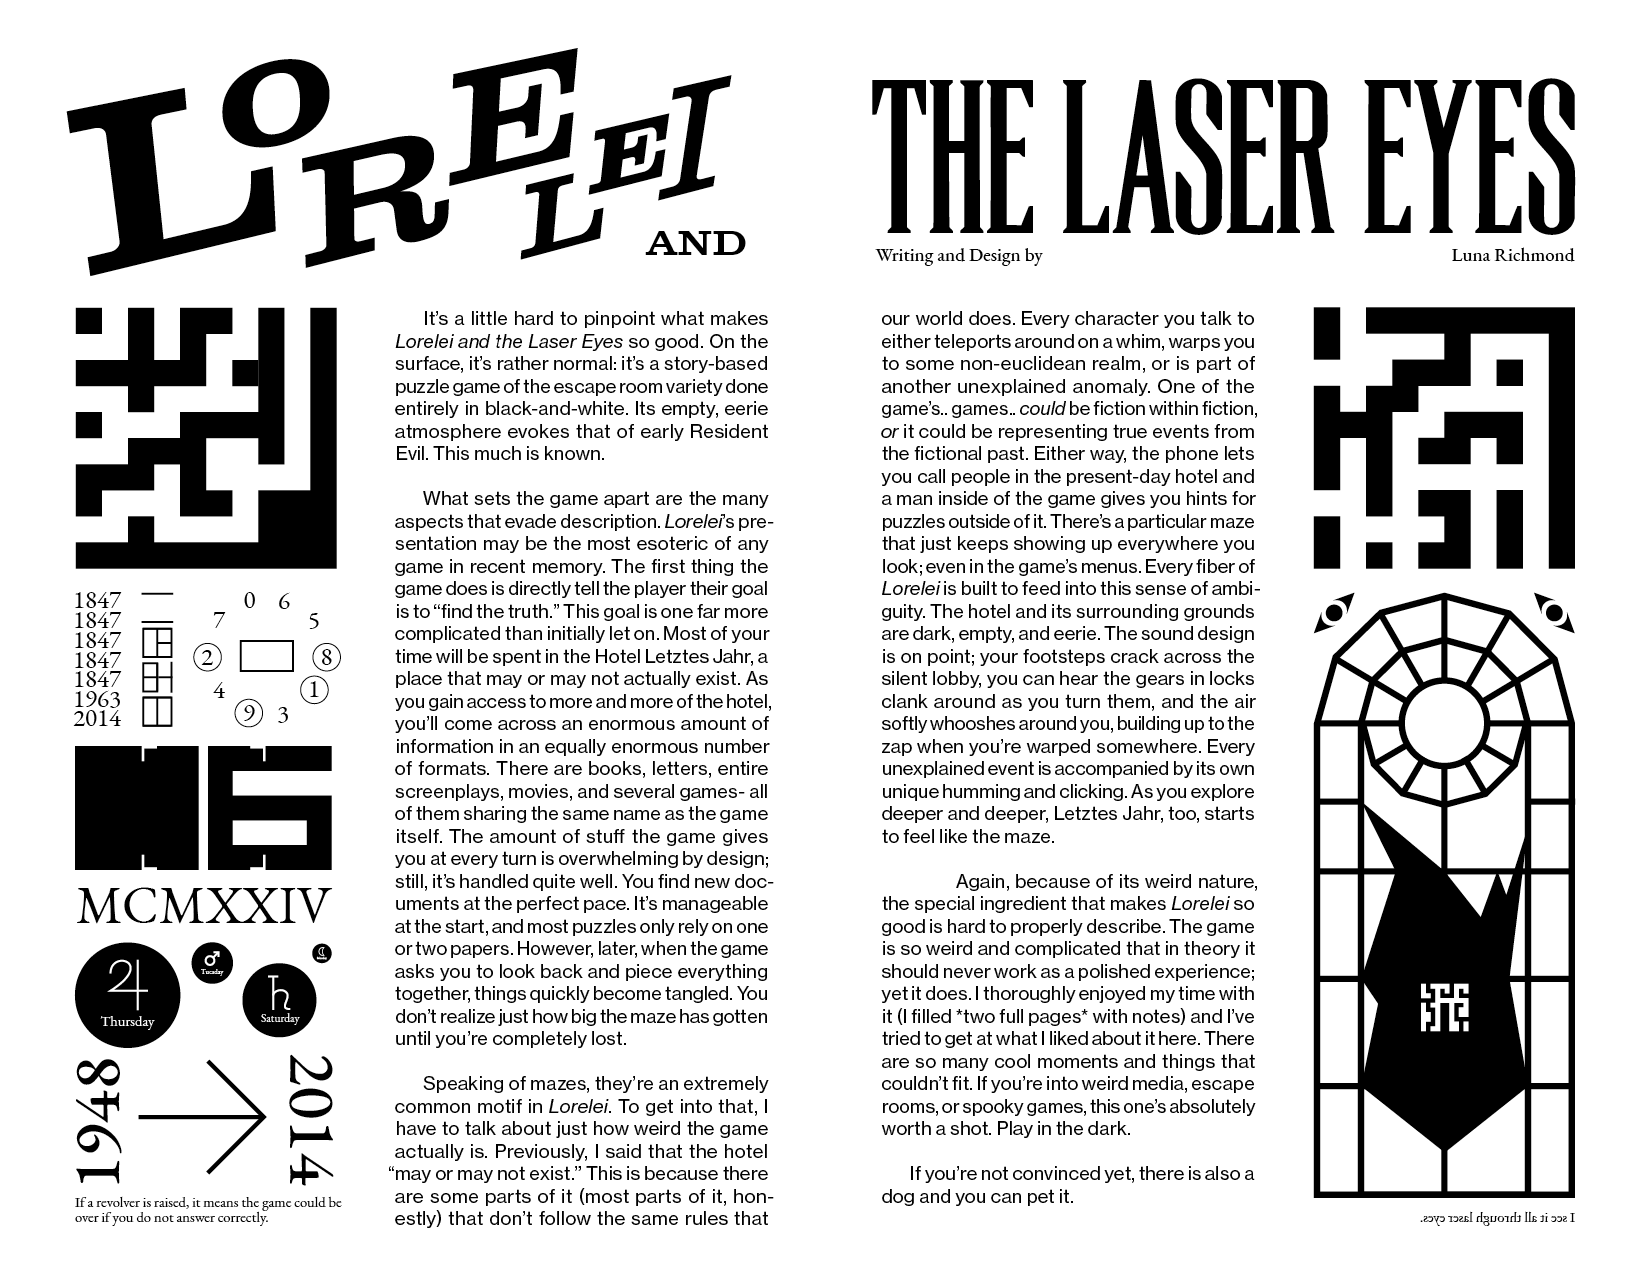 LORELEI
AND
THE LASER EYES
Writing and Design by
Luna Richmond
1847
1847
1847
1847
1847
1963
2014
0 6
7 5
2 8
4 1
9 3
MCMXXIV
Thursday
Tuesday
Saturday
1948
2014
If a revolver is raised, it means the game could be
over if you do not answer correctly.
It's a little hard to pinpoint what makes
Lorelei and the Laser Eyes so good. On the
surface, it's rather normal: it's a story-based
puzzle game of the escape room variety done
entirely in black-and-white. Its empty, eerie
atmosphere evokes that of early Resident
Evil. This much is known.
What sets the game apart are the many
aspects that evade description. Lorelei's pre-
sentation may be the most esoteric of any
game in recent memory. The first thing the
game does is directly tell the player their goal
is to “find the truth.” This goal is one far more
complicated than initially let on. Most of your
time will be spent in the Hotel Letztes Jahr, a
place that may or may not actually exist. As
you gain access to more and more of the hotel,
you'll come across an enormous amount of
information in an equally enormous number
of formats. There are books, letters, entire
screenplays, movies, and several games- all
of them sharing the same name as the game
itself. The amount of stuff the game gives
you at every turn is overwhelming by design;
still, it's handled quite well. You find new doc-
uments at the perfect pace. It's manageable
at the start, and most puzzles only rely on one
or two papers. However, later, when the game
asks you to look back and piece everything
together, things quickly become tangled. You
don't realize just how big the maze has gotten
until you're completely lost.
Speaking of mazes, they're an extremely
common motif in Lorelei. To get into that, I
have to talk about just how weird the game
actually is. Previously, I said that the hotel
“may or may not exist.” This is because there
are some parts of it (most parts of it, hon-
estly) that don't follow the same rules that
our world does. Every character you talk to
either teleports around on a whim, warps you
to some non-euclidean realm, or is part of
another unexplained anomaly. One of the
game's.. games.. could be fiction within fiction,
or it could be representing true events from
the fictional past. Either way, the phone lets
you call people in the present-day hotel and
a man inside of the game gives you hints for
puzzles outside of it. There's a particular maze
that just keeps showing up everywhere you
look; even in the game's menus. Every fiber of
Lorelei is built to feed into this sense of ambi-
guity. The hotel and its surrounding grounds
are dark, empty, and eerie. The sound design
is on point; your footsteps crack across the
silent lobby, you can hear the gears in locks
clank around as you turn them, and the air
softly whooshes around you, building up to the
zap when you're warped somewhere. Every
unexplained event is accompanied by its own
unique humming and clicking. As you explore
deeper and deeper, Letztes Jahr, too, starts
to feel like the maze.
Again, because of its weird nature,
the special ingredient that makes Lorelei so
good is hard to properly describe. The game
is so weird and complicated that in theory it
should never work as a polished experience;
yet it does. I thoroughly enjoyed my time with
it (I filled *two full pages* with notes) and I've
tried to get at what I liked about it here. There
are so many cool moments and things that
couldn't fit. If you're into weird media, escape
rooms, or spooky games, this one's absolutely
worth a shot. Play in the dark.
If you're not convinced yet, there is also a
dog and you can pet it.
I see it all through laser eyes.